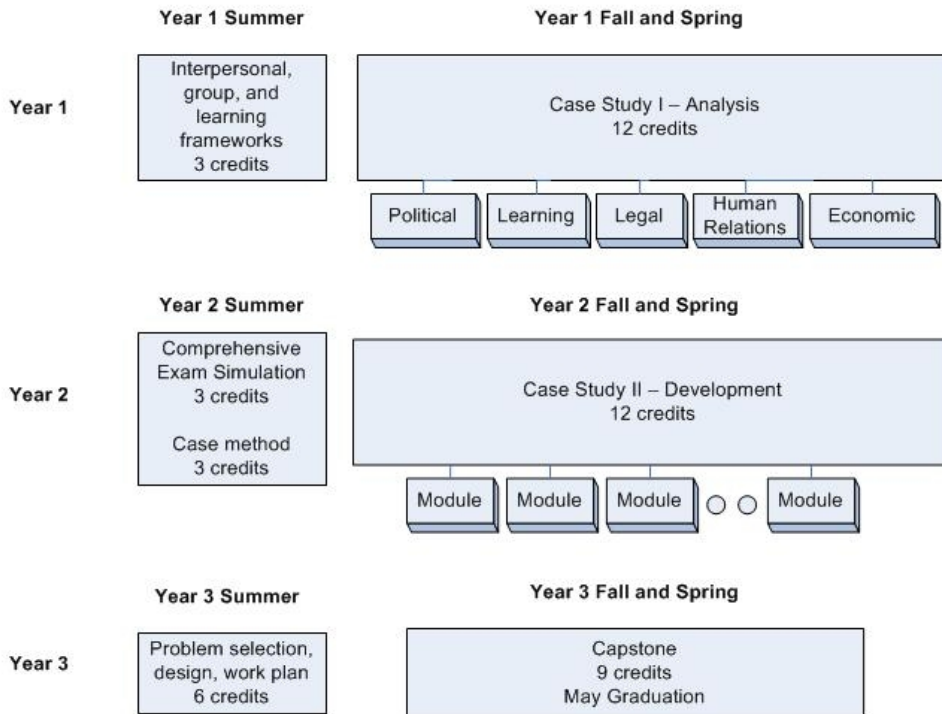 Year 1 Summer
Year 1 Fall and Spring
Year 1
Interpersonal,
group, and
learning
frameworks
3 credits
Case Study I – Analysis
12 credits
Political
Learning
Legal
Human
Relations
Economic
Year 2 Summer
Year 2 Fall and Spring
Year 2
Comprehensive
Exam Simulation
3 credits
Case method
3 credits
Case Study II – Development
12 credits
Module
Module
Module
Module
Year 3 Summer
Year 3 Fall and Spring
Year 3
Problem selection,
design, work plan
6 credits
Capstone
9 credits
May Graduation